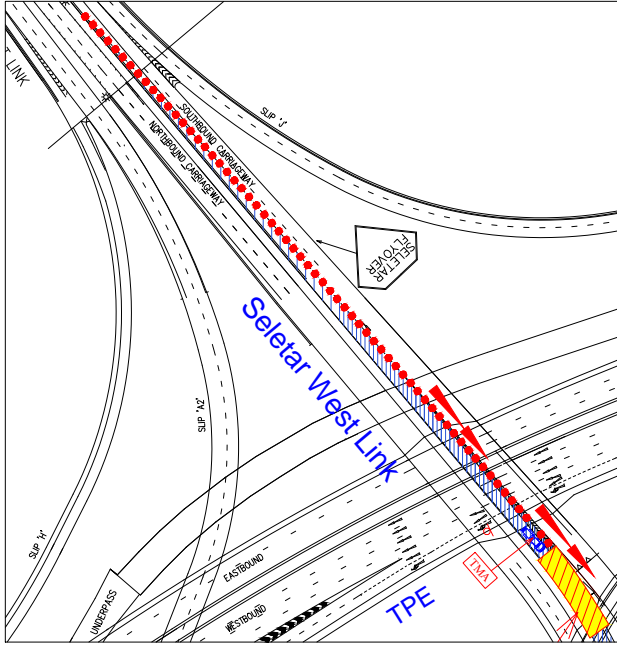 LINK
SLIP 'J'
SOUTHBOUND CARRIAGEWAY
NORTHBOUND CARRIAGEWAY
SELETAR
FLYOVER
Seletar West Link
SLIP 'A2'
SLIP 'H'
EASTBOUND
WESTBOUND
UNDERPASS
TMA
TPE